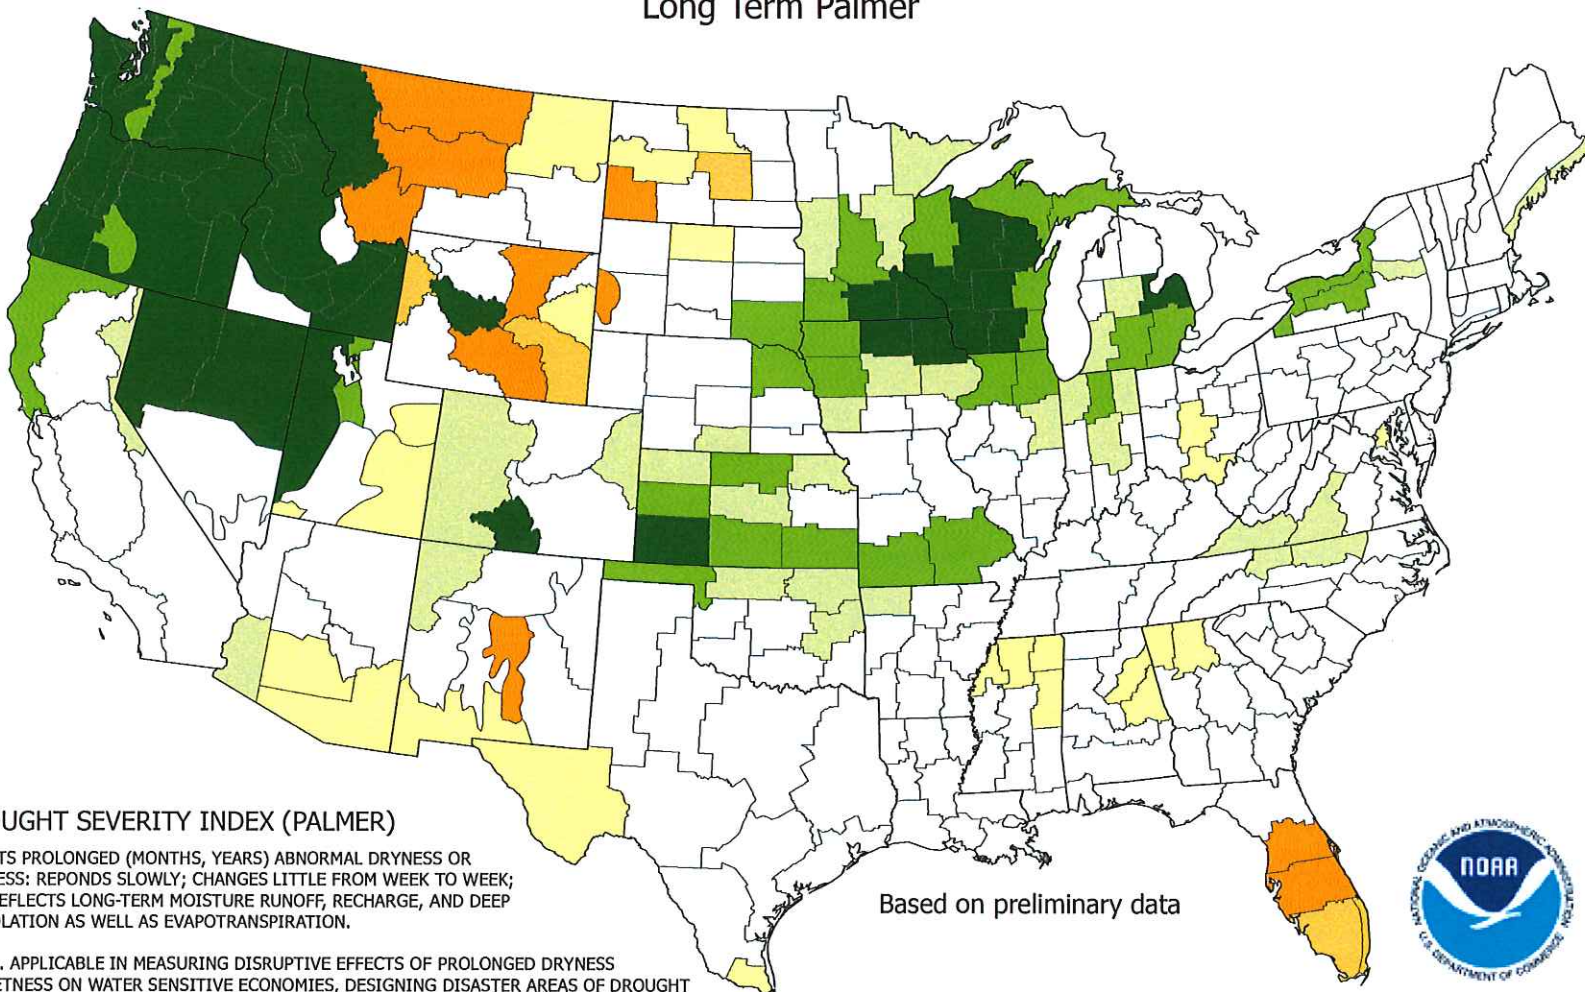 Long Term Palmer
UGHT SEVERITY INDEX (PALMER)
TS PROLONGED (MONTHS, YEARS) ABNORMAL DRYNESS OR
ESS: REPONDS SLOWLY; CHANGES LITTLE FROM WEEK TO WEEK;
EFLECTS LONG-TERM MOISTURE RUNOFF, RECHARGE, AND DEEP
LATION AS WELL AS EVAPOTRANSPIRATION.
. APPLICABLE IN MEASURING DISRUPTIVE EFFECTS OF PROLONGED DRYNESS
ETNESS ON WATER SENSITIVE ECONOMIES, DESIGNING DISASTER AREAS OF DROUGHT
Based on preliminary data
NATIONAL OCEANIC AND ATMOSPHERIC ADMINISTRATION
NOAA
U.S. DEPARTMENT OF COMMERCE